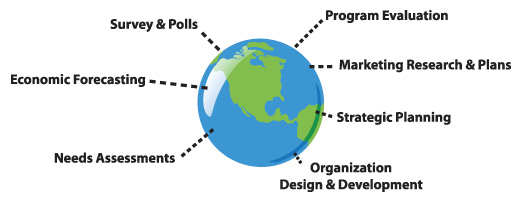 Survey & Polls
Program Evaluation
Economic Forecasting
Marketing Research & Plans
Strategic Planning
Needs Assessments
Organization
Design & Development